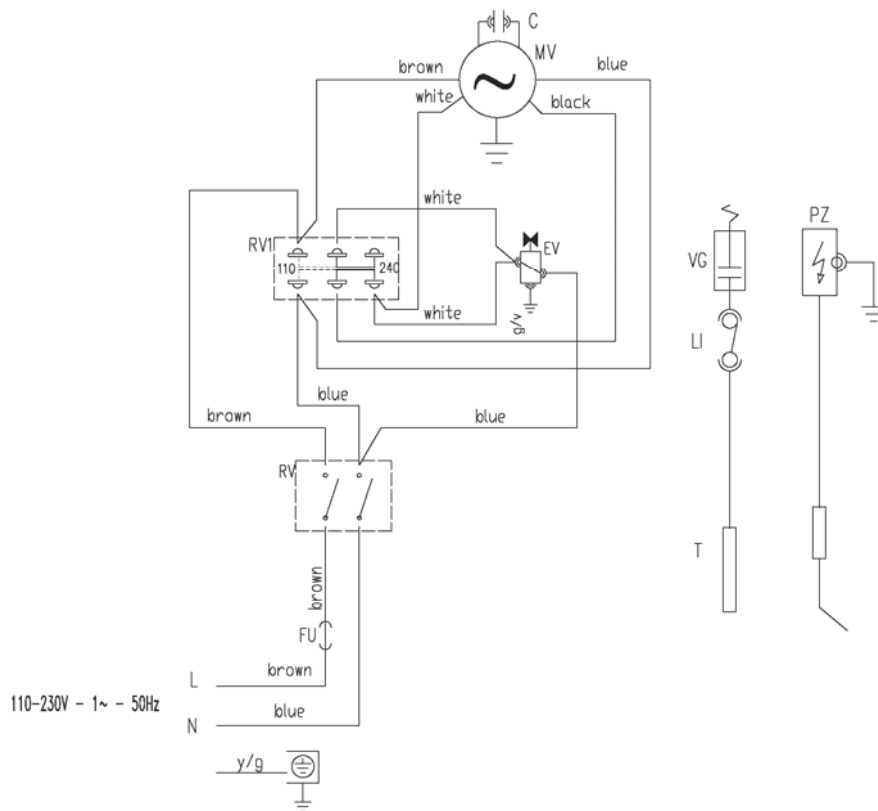 C
MV
brown
blue
white
black
white
RV1
110
240
EV
white
g/v
VG
PZ
LI
blue
brown
blue
RV
T
brown
FU
L
brown
110-230V - 1~ - 50Hz
N
blue
y/g